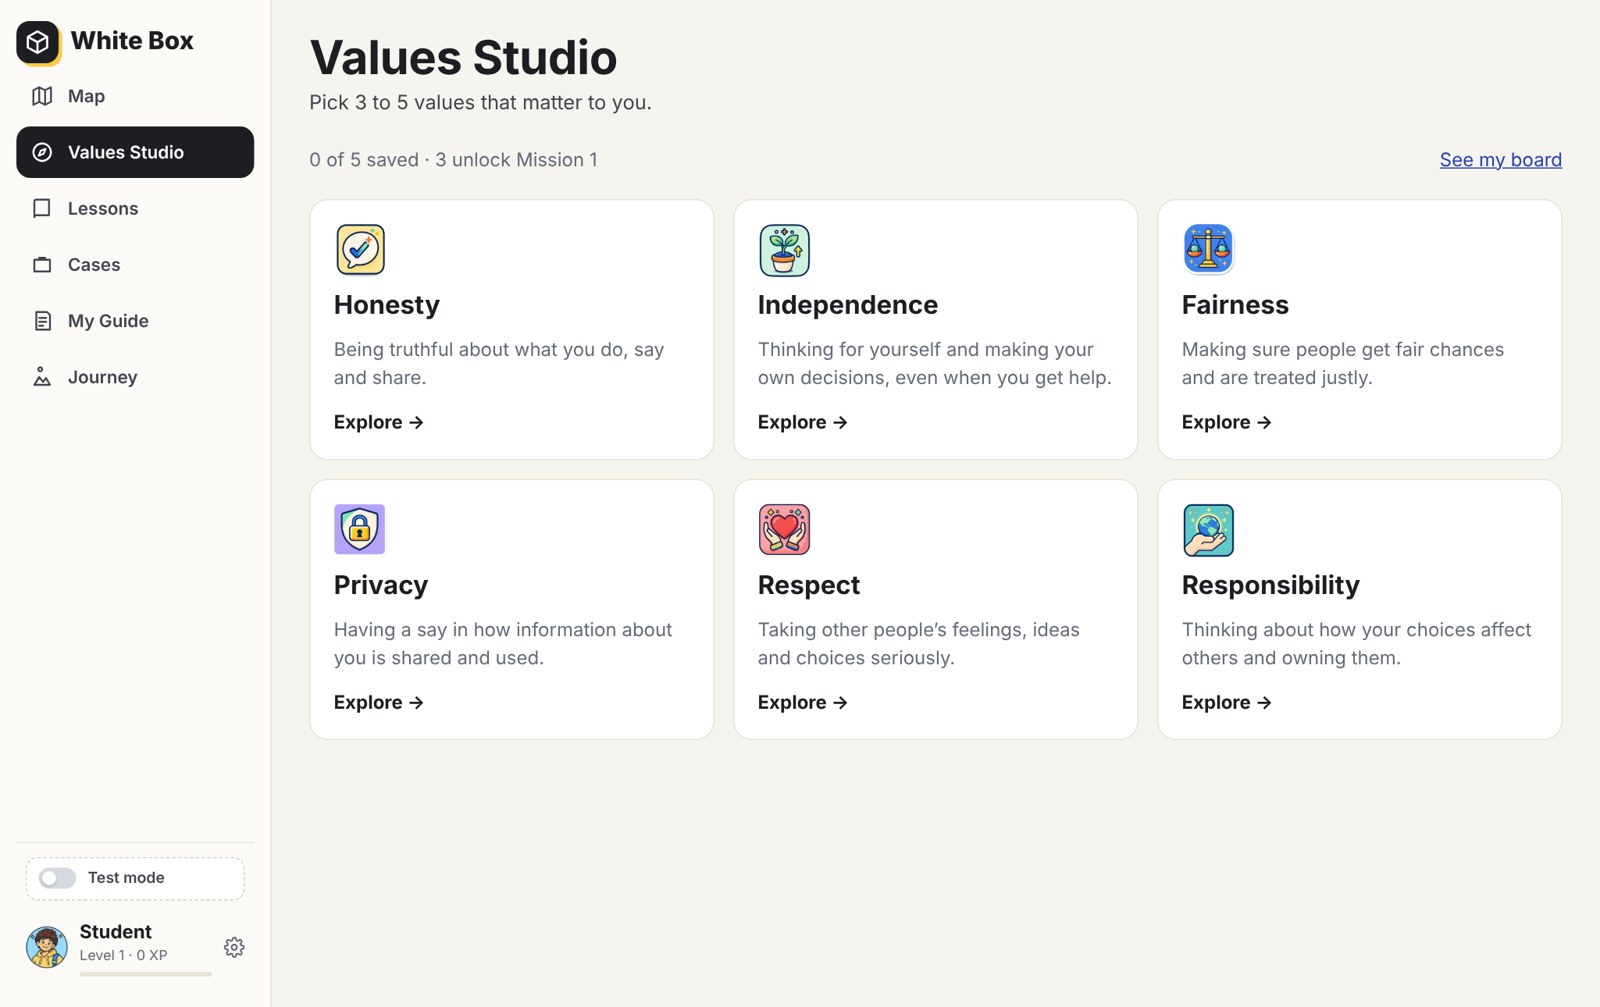 White Box
Map
Values Studio
Lessons
Cases
My Guide
Journey
Test mode
Student
Level 1 · 0 XP
Values Studio
Pick 3 to 5 values that matter to you.
0 of 5 saved · 3 unlock Mission 1
See my board
Honesty
Being truthful about what you do, say
and share.
Explore →
Independence
Thinking for yourself and making your
own decisions, even when you get help.
Explore →
Fairness
Making sure people get fair chances
and are treated justly.
Explore →
Privacy
Having a say in how information about
you is shared and used.
Explore →
Respect
Taking other people’s feelings, ideas
and choices seriously.
Explore →
Responsibility
Thinking about how your choices affect
others and owning them.
Explore →